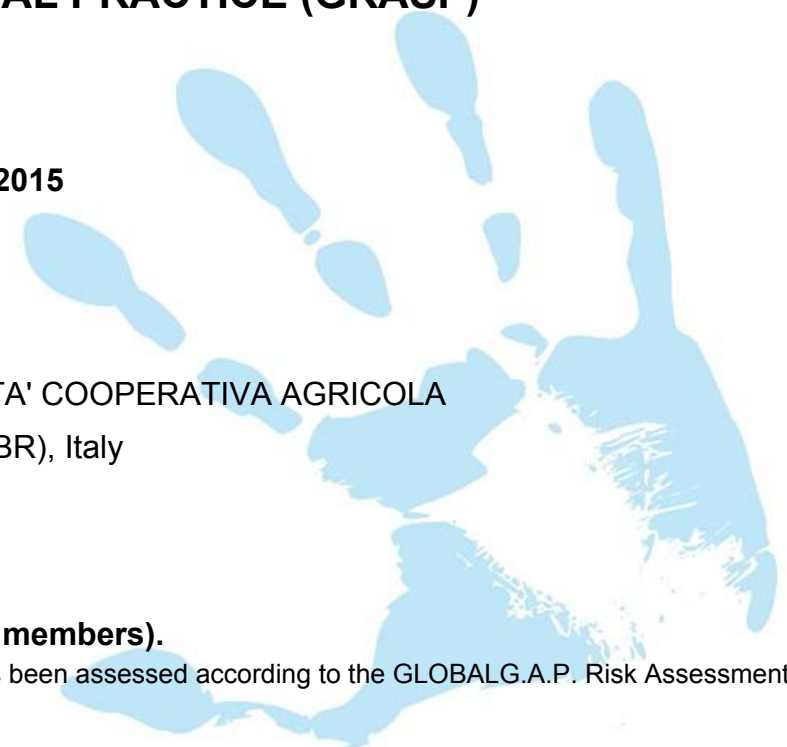 AL PRACTICE (GRASP)
2015
TA' COOPERATIVA AGRICOLA
BR), Italy
members).
been assessed according to the GLOBALG.A.P. Risk Assessment